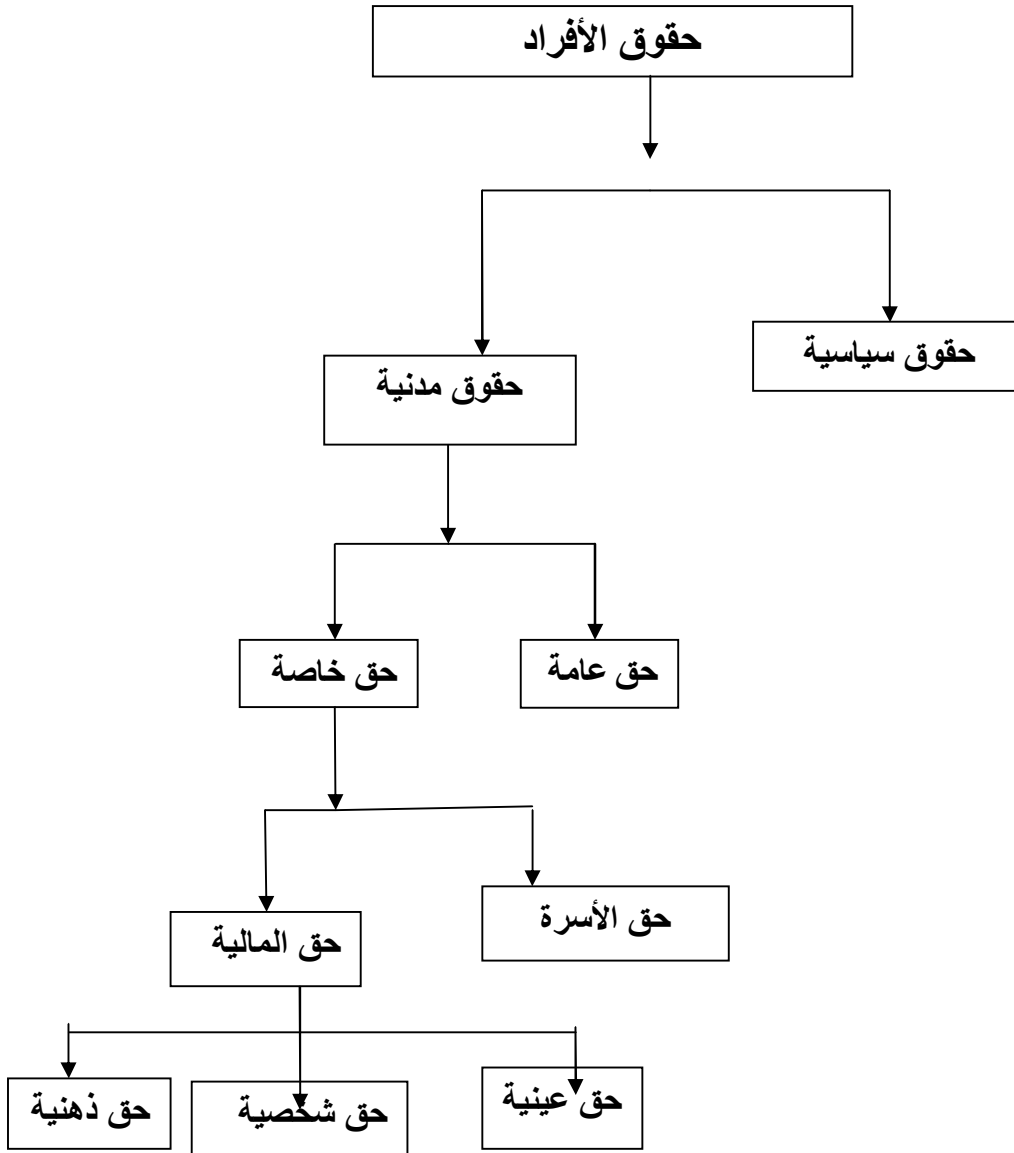 حقوق الأفراد
حقوق سياسية
حقوق مدنية
حق عامة
حق خاصة
حق الأسرة
حق المالية
حق عينية
حق شخصية
حق ذهنية